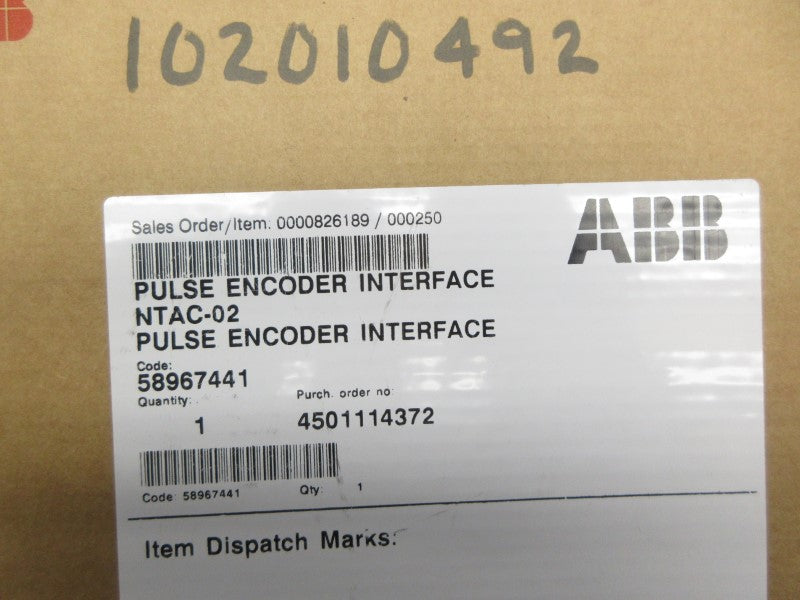 102010492
Sales Order/Item: 0000826189 / 000250
ABB
PULSE ENCODER INTERFACE
NTAC-02
PULSE ENCODER INTERFACE
Code:
58967441
Quantity: Purch. order no:
1 4501114372
Code: 58967441 Qty: 1
Item Dispatch Marks: